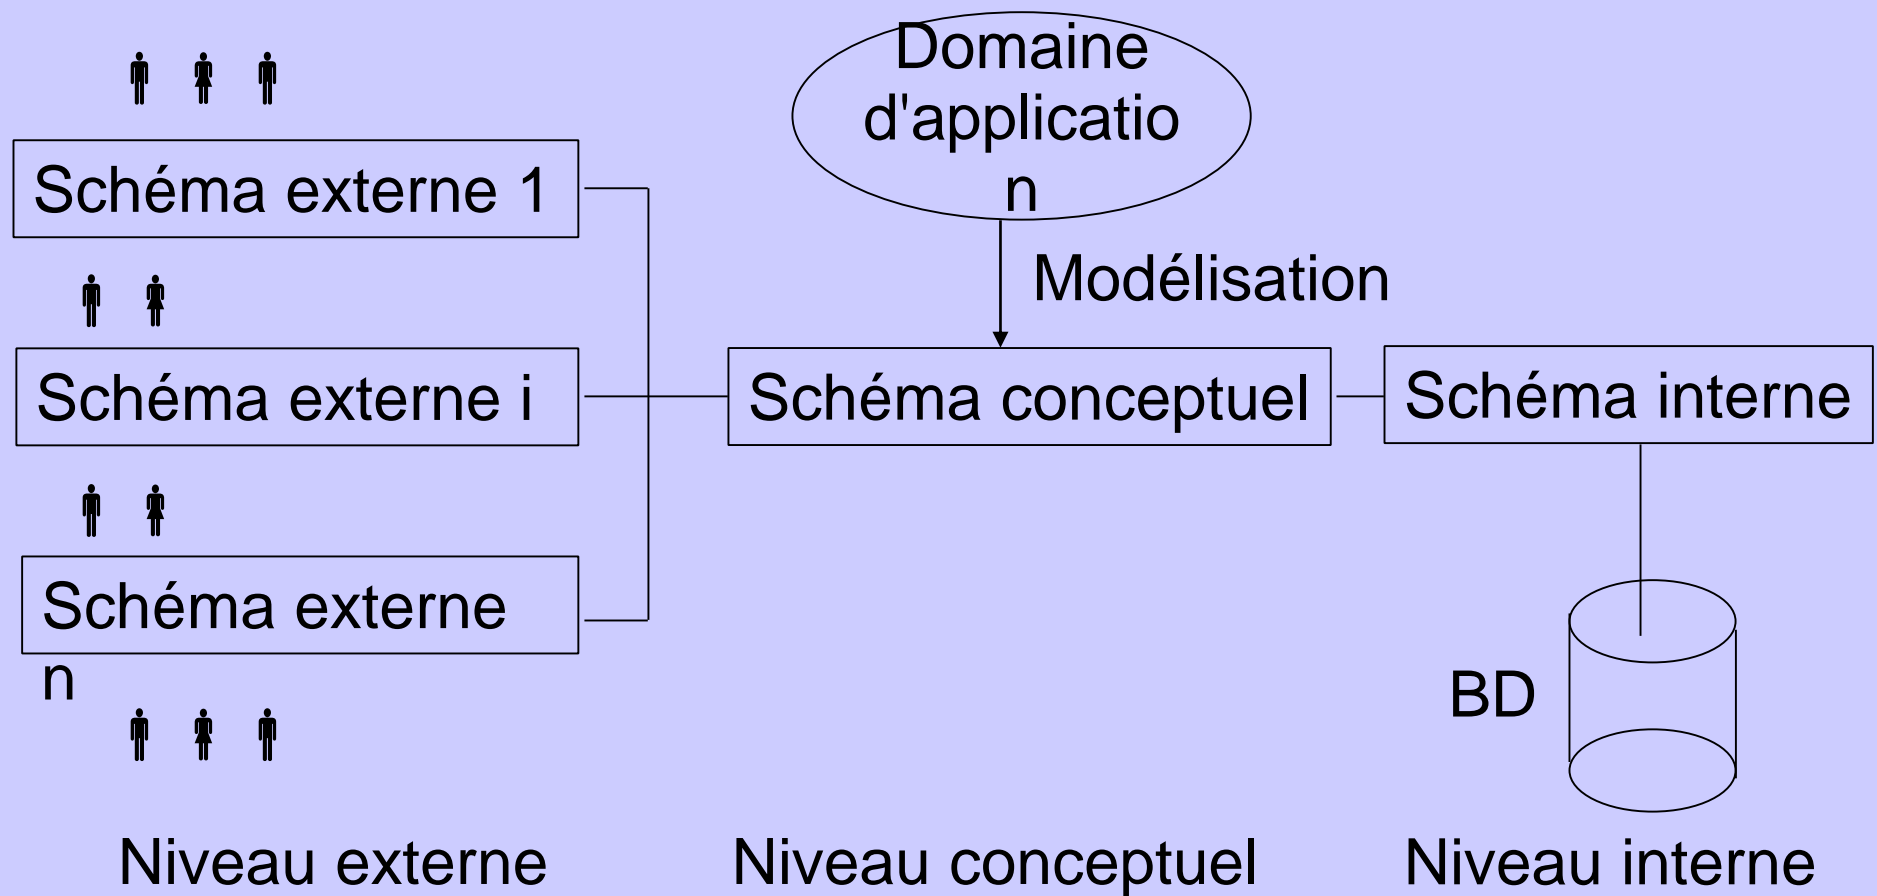 Domaine
d'applicatio
n
Schéma externe 1
Modélisation
Schéma externe i
Schéma conceptuel
Schéma interne
Schéma externe
n
BD
Niveau externe
Niveau conceptuel
Niveau interne